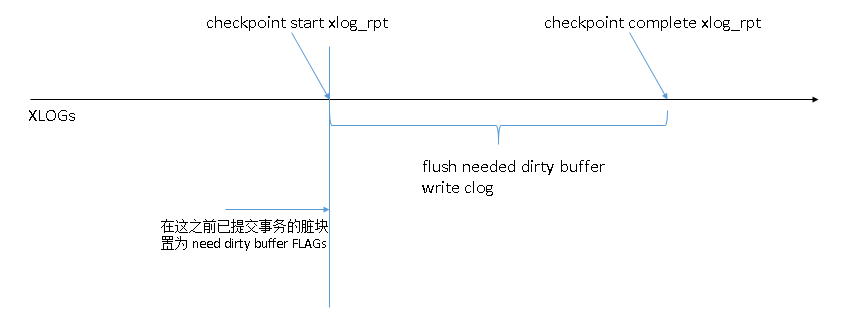 checkpoint start xlog_rpt
checkpoint complete xlog_rpt
XLOGs
flush needed dirty buffer
write clog
在这之前已提交事务的脏块
置为 need dirty buffer FLAGs